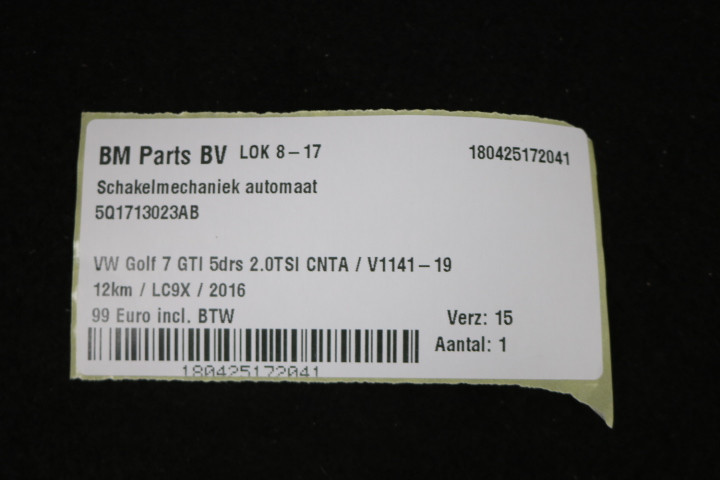 BM Parts BV LOK 8-17 180425172041
Schakelmechaniek automaat
5Q1713023AB
VW Golf 7 GTI 5drs 2.0TSI CNTA / V1141-19
12km / LC9X / 2016
99 Euro incl. BTW Verz: 15
Aantal: 1
180425172041